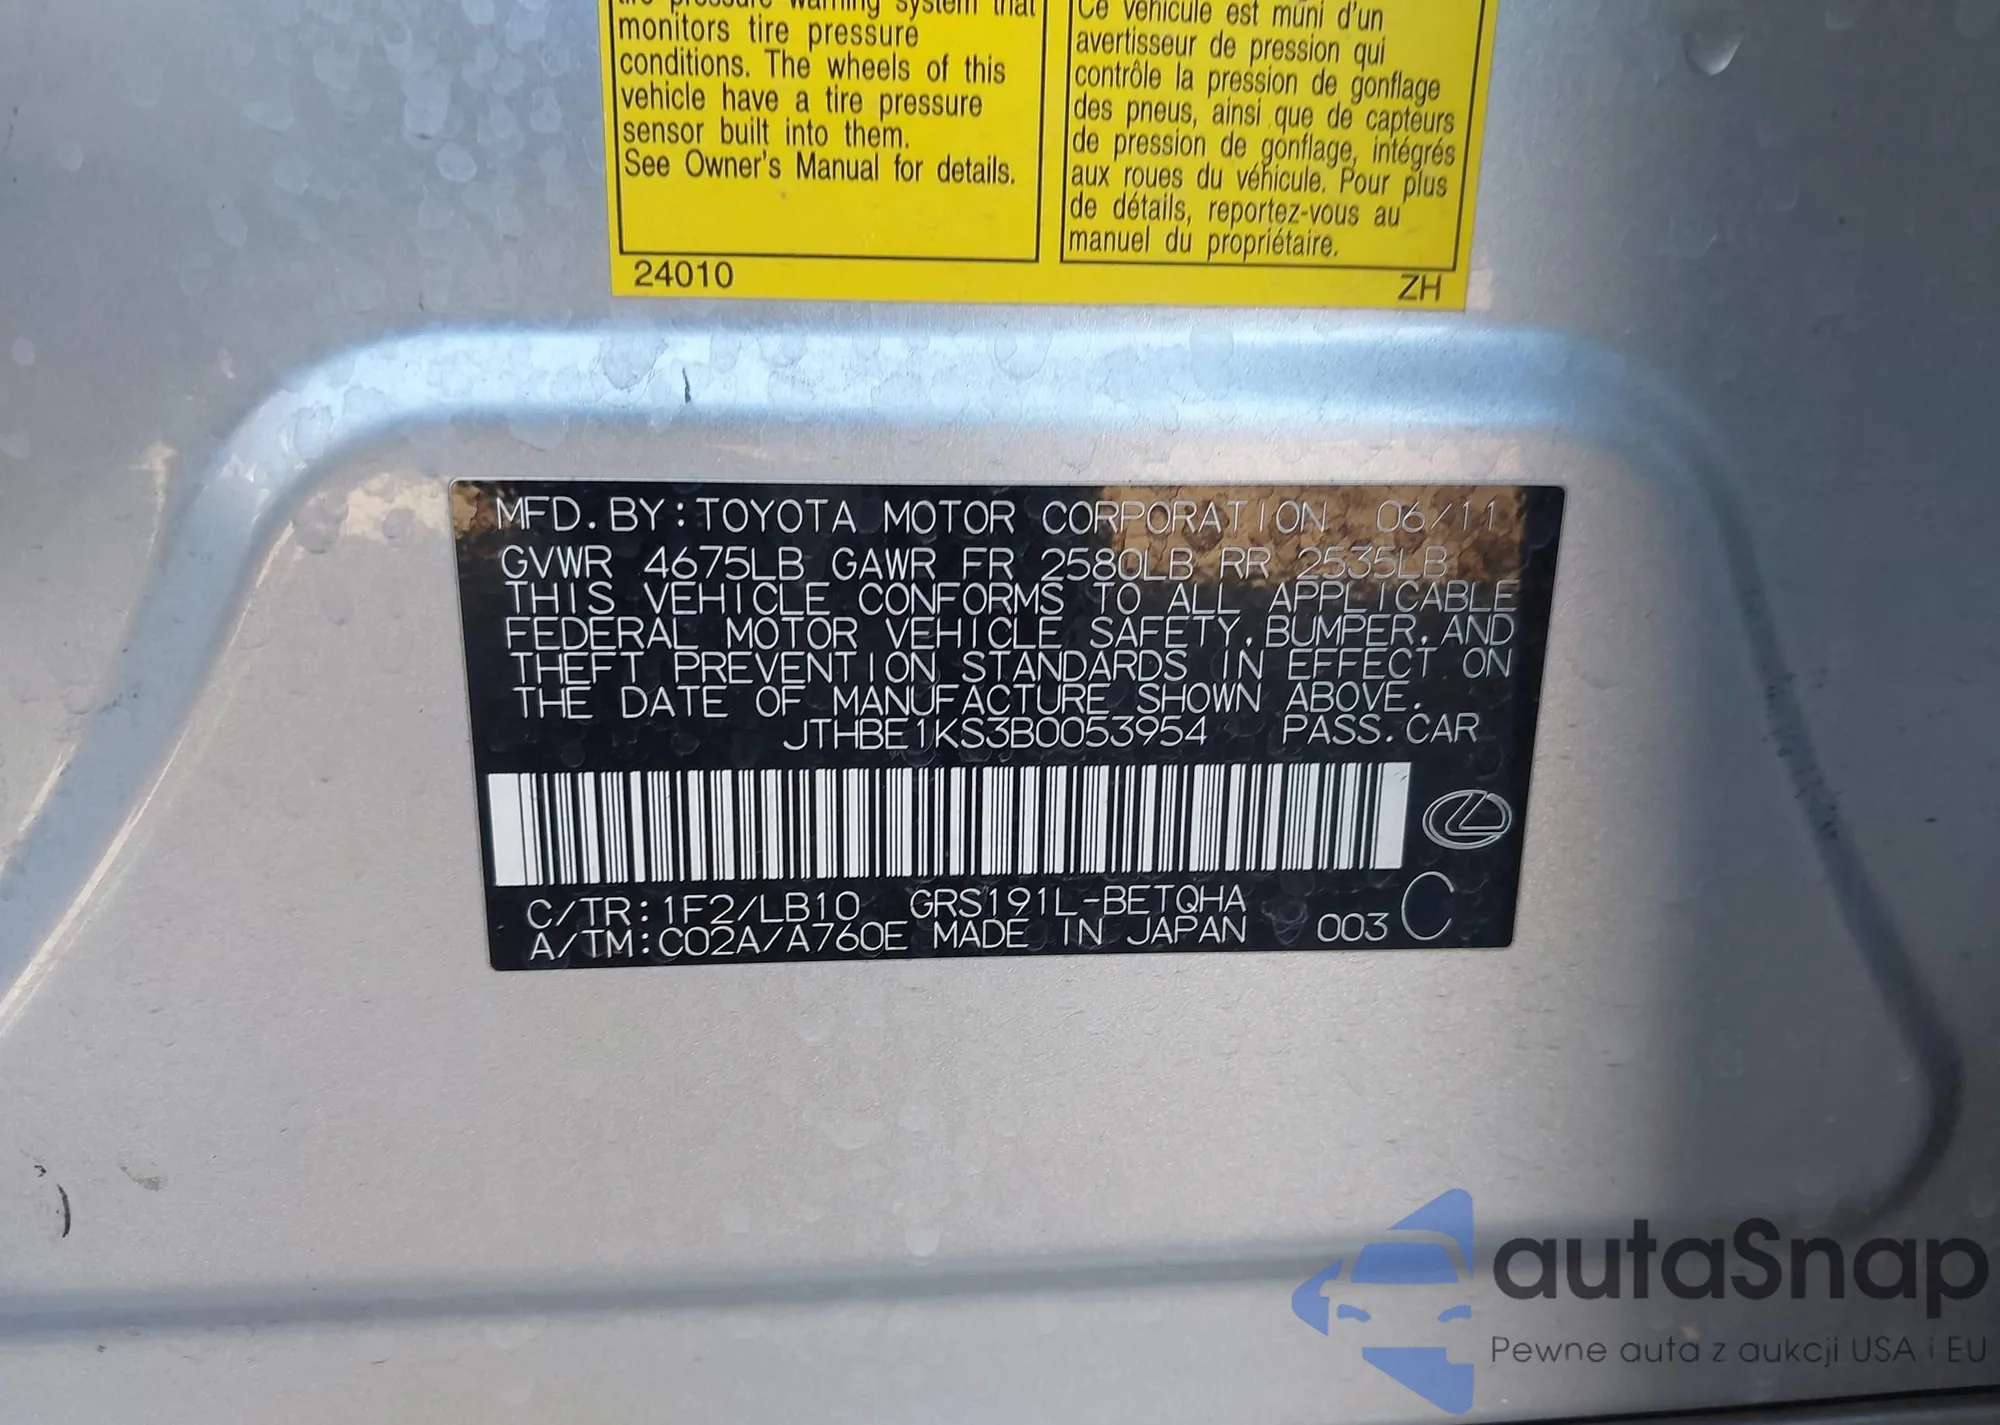 tire pressure warning system that
monitors tire pressure
conditions. The wheels of this
vehicle have a tire pressure
sensor built into them.
See Owner's Manual for details.
Ce véhicule est muni d'un
avertisseur de pression qui
contrôle la pression de gonflage
des pneus, ainsi que de capteurs
de pression de gonflage, intégrés
aux roues du véhicule. Pour plus
de détails, reportez-vous au
manuel du propriétaire.
24010
ZH
MFD. BY: TOYOTA MOTOR CORPORATION 06/11
GVWR 4675LB GAWR FR 2580LB RR 2535LB
THIS VEHICLE CONFORMS TO ALL APPLICABLE
FEDERAL MOTOR VEHICLE SAFETY, BUMPER, AND
THEFT PREVENTION STANDARDS IN EFFECT ON
THE DATE OF MANUFACTURE SHOWN ABOVE.
JTHBE1KS3B0053954 PASS. CAR
C/TR: 1F2/LB10 GRS191L-BETQHA
A/TM: C02A/A760E MADE IN JAPAN 003 C
autaSnap
Pewne auta z aukcji USA i EU